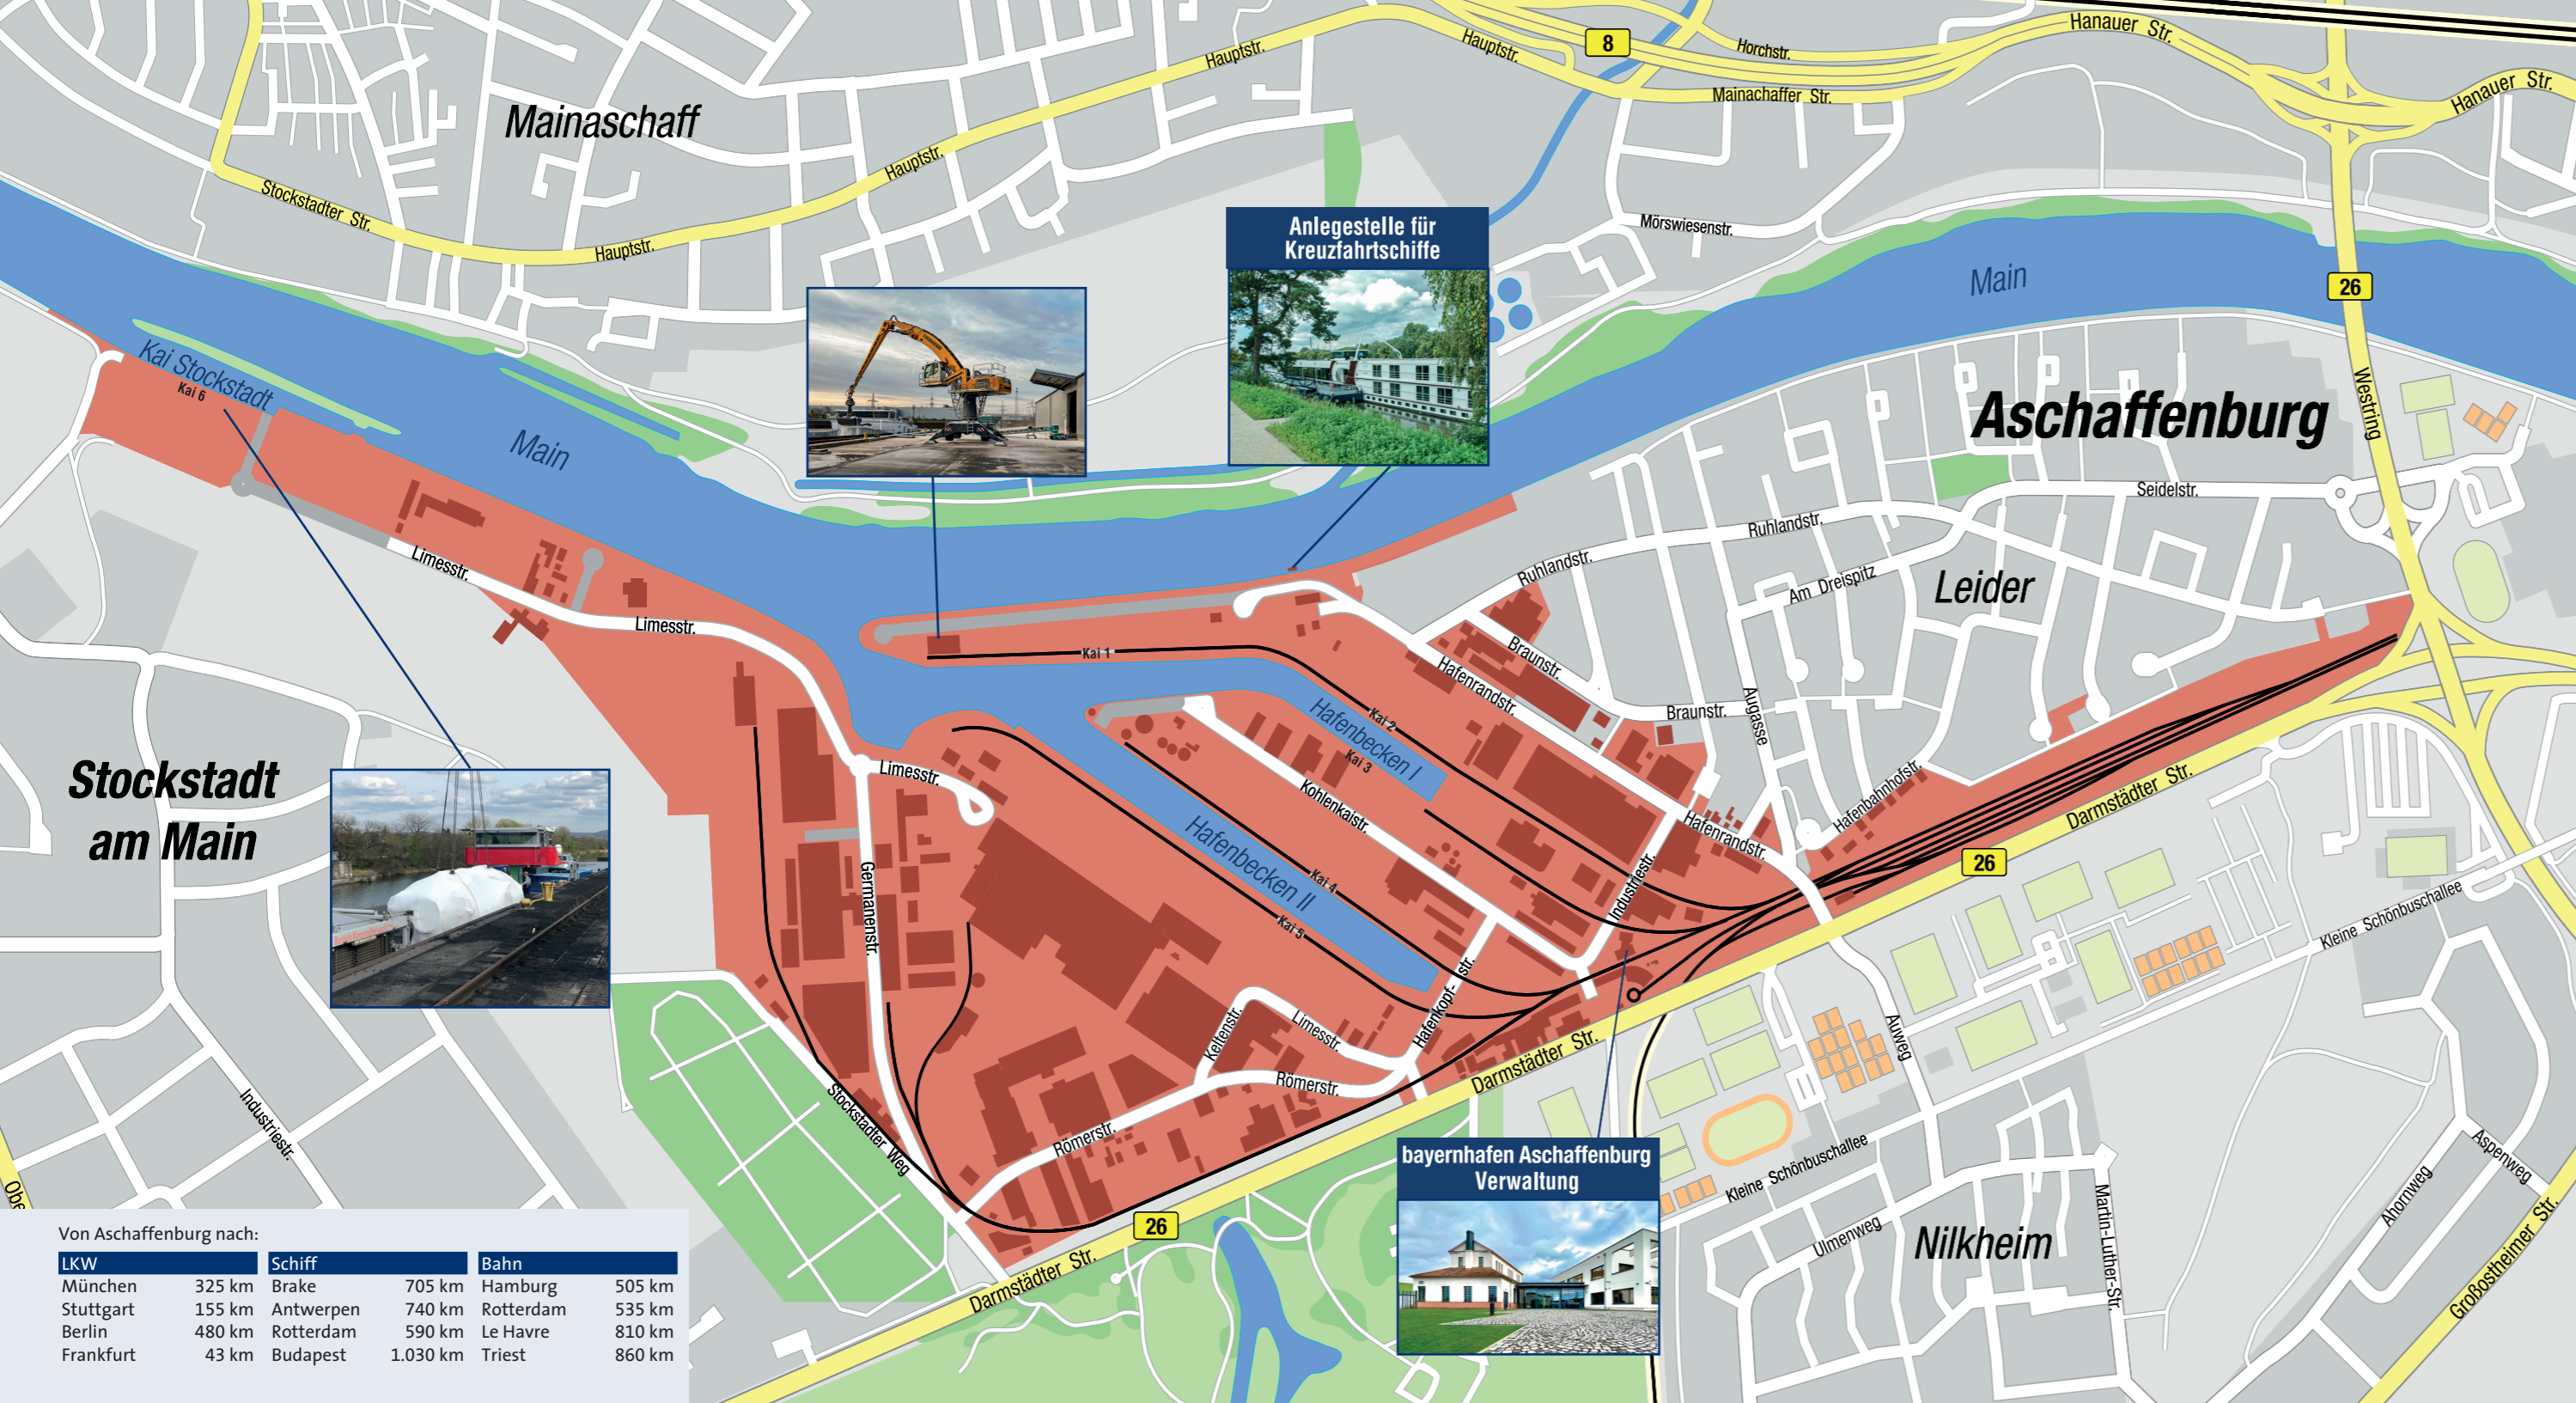 Hanauer Str.
Hanauer Str.
8
Horchstr.
Hauptstr.
Hauptstr.
Mainachaffer Str.
Mainaschaff
Hauptstr.
Stockstadter Str.
Hauptstr.
Mörswiesenstr.
Anlegestelle für
Kreuzfahrtschiffe
Main
26
Westring
Kai Stockstadt
Kai 6
Main
Aschaffenburg
Seidelstr.
Ruhlandstr.
Ruhlandstr.
Am Dreispitz
Leider
Limesstr.
Limesstr.
Kai 1
Braunstr.
Hafenrandstr.
Braunstr.
Augasse
Hafenbecken I
Kai 2
Kai 3
Stockstadt
am Main
Limesstr.
Kohlenkaistr.
Hafenbahnhofstr.
Darmstädter Str.
Hafenrandstr.
Hafenbecken II
Kai 4
Kai 5
26
Industriestr.
Germanenstr.
Kleine Schönbuschallee
Hafenkopf-
str.
Keltenstr.
Limesstr.
Auweg
Darmstädter Str.
Römerstr.
Industriestr.
Stockstadter Weg
Römerstr.
bayernhafen Aschaffenburg
Verwaltung
Kleine Schönbuschallee
Aspenweg
Ahornweg
Martin-Luther-Str.
Ulmenweg
Nilkheim
Großostheimer Str.
26
Darmstädter Str.
Obe
Von Aschaffenburg nach:
LKW Schiff Bahn
München 325 km Brake 705 km Hamburg 505 km
Stuttgart 155 km Antwerpen 740 km Rotterdam 535 km
Berlin 480 km Rotterdam 590 km Le Havre 810 km
Frankfurt 43 km Budapest 1.030 km Triest 860 km